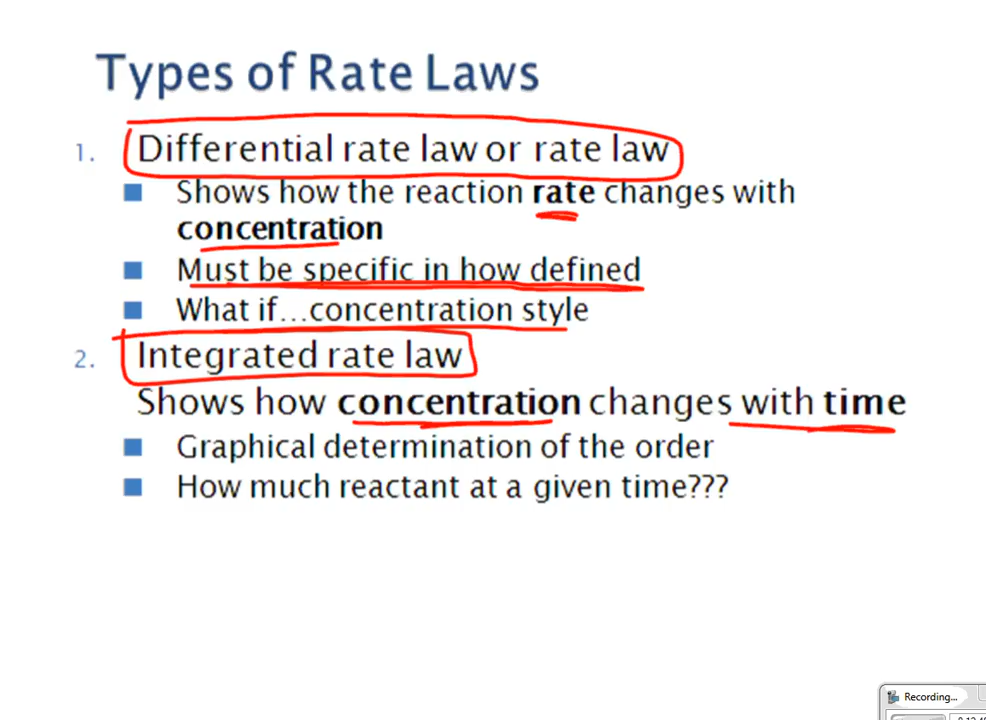 Types of Rate Laws
1. Differential rate law or rate law
Shows how the reaction rate changes with
concentration
Must be specific in how defined
What if...concentration style
2. Integrated rate law
Shows how concentration changes with time
Graphical determination of the order
How much reactant at a given time???
Recording...